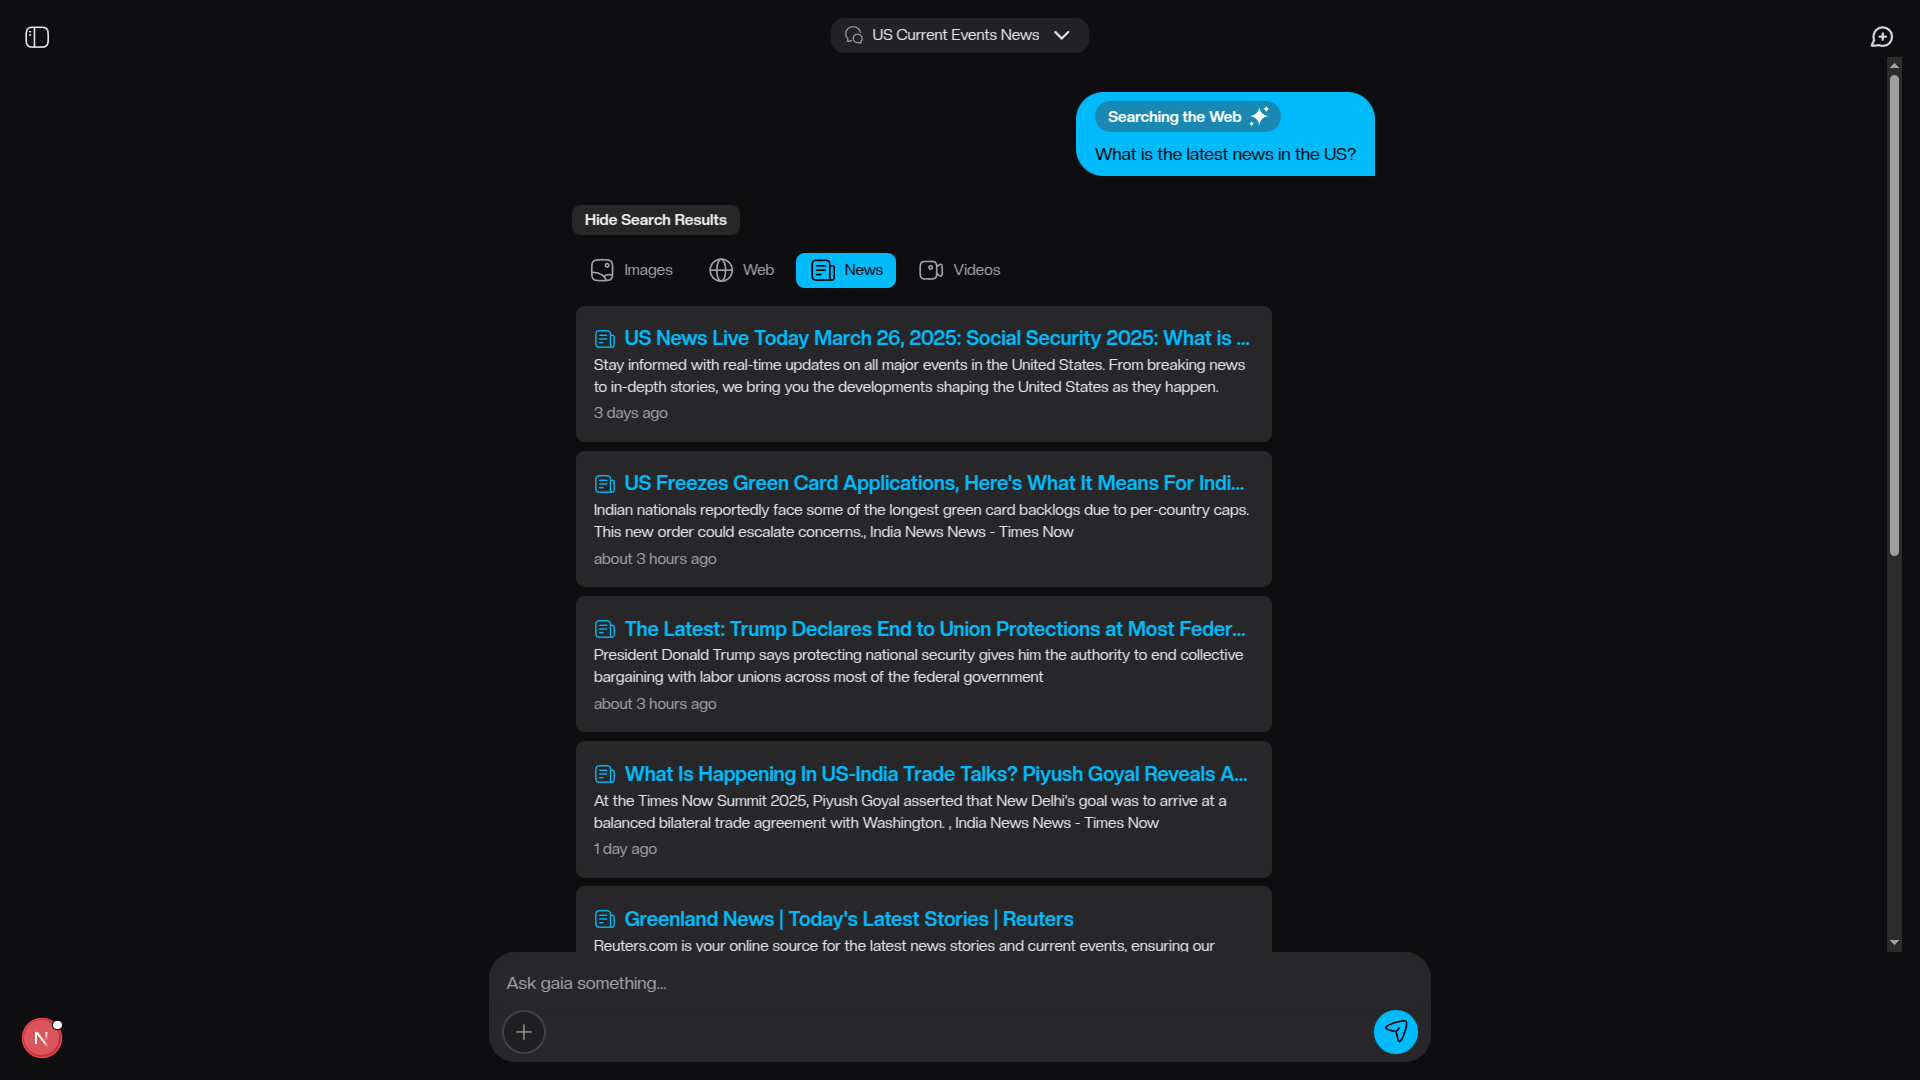 US Current Events News
Searching the Web
What is the latest news in the US?
Hide Search Results
Images
Web
News
Videos
US News Live Today March 26, 2025: Social Security 2025: What is ...
Stay informed with real-time updates on all major events in the United States. From breaking news
to in-depth stories, we bring you the developments shaping the United States as they happen.
3 days ago
US Freezes Green Card Applications, Here's What It Means For Indi...
Indian nationals reportedly face some of the longest green card backlogs due to per-country caps.
This new order could escalate concerns., India News News - Times Now
about 3 hours ago
The Latest: Trump Declares End to Union Protections at Most Feder...
President Donald Trump says protecting national security gives him the authority to end collective
bargaining with labor unions across most of the federal government
about 3 hours ago
What Is Happening In US-India Trade Talks? Piyush Goyal Reveals A...
At the Times Now Summit 2025, Piyush Goyal asserted that New Delhi's goal was to arrive at a
balanced bilateral trade agreement with Washington. , India News News - Times Now
1 day ago
Greenland News | Today's Latest Stories | Reuters
Reuters.com is your online source for the latest news stories and current events, ensuring our
Ask gaia something...
N